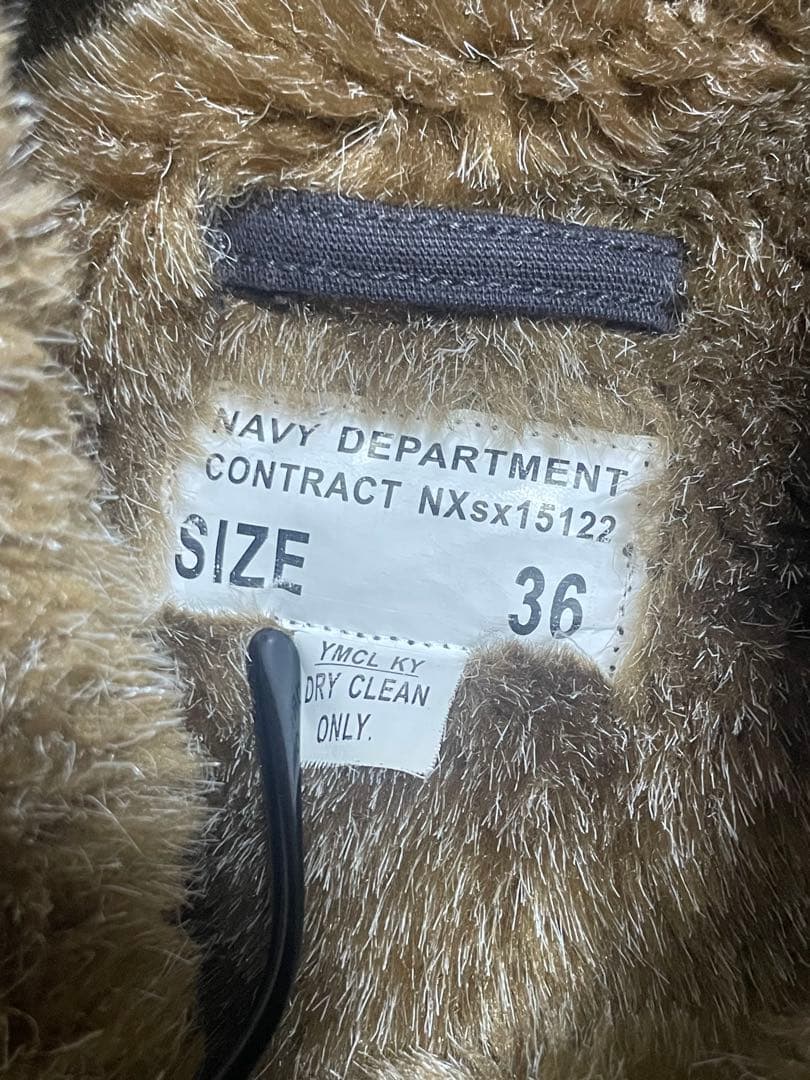 NAVY DEPARTMENT
CONTRACT NXsx15122
SIZE 36
YMCL KY
DRY CLEAN
ONLY.